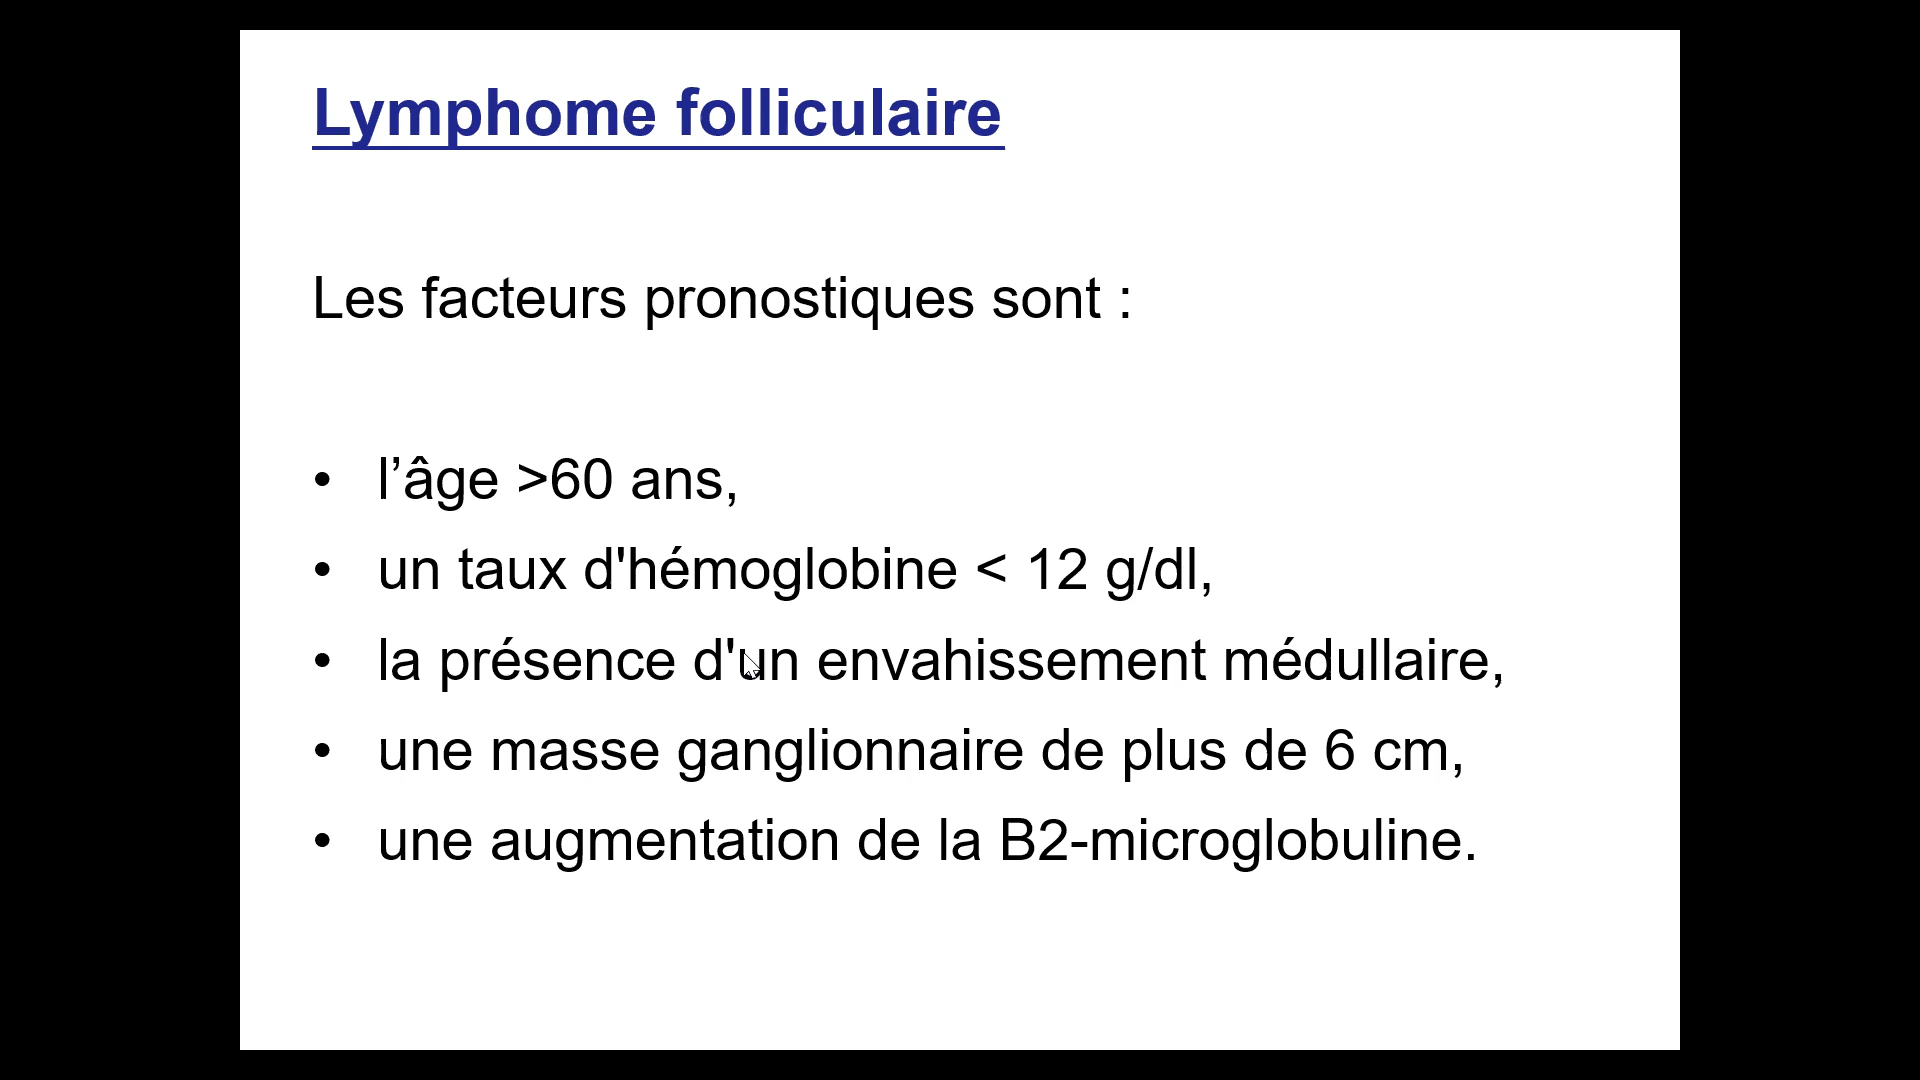 Lymphome folliculaire
Les facteurs pronostiques sont :
• l’âge >60 ans,
• un taux d'hémoglobine < 12 g/dl,
• la présence d'un envahissement médullaire,
• une masse ganglionnaire de plus de 6 cm,
• une augmentation de la B2-microglobuline.